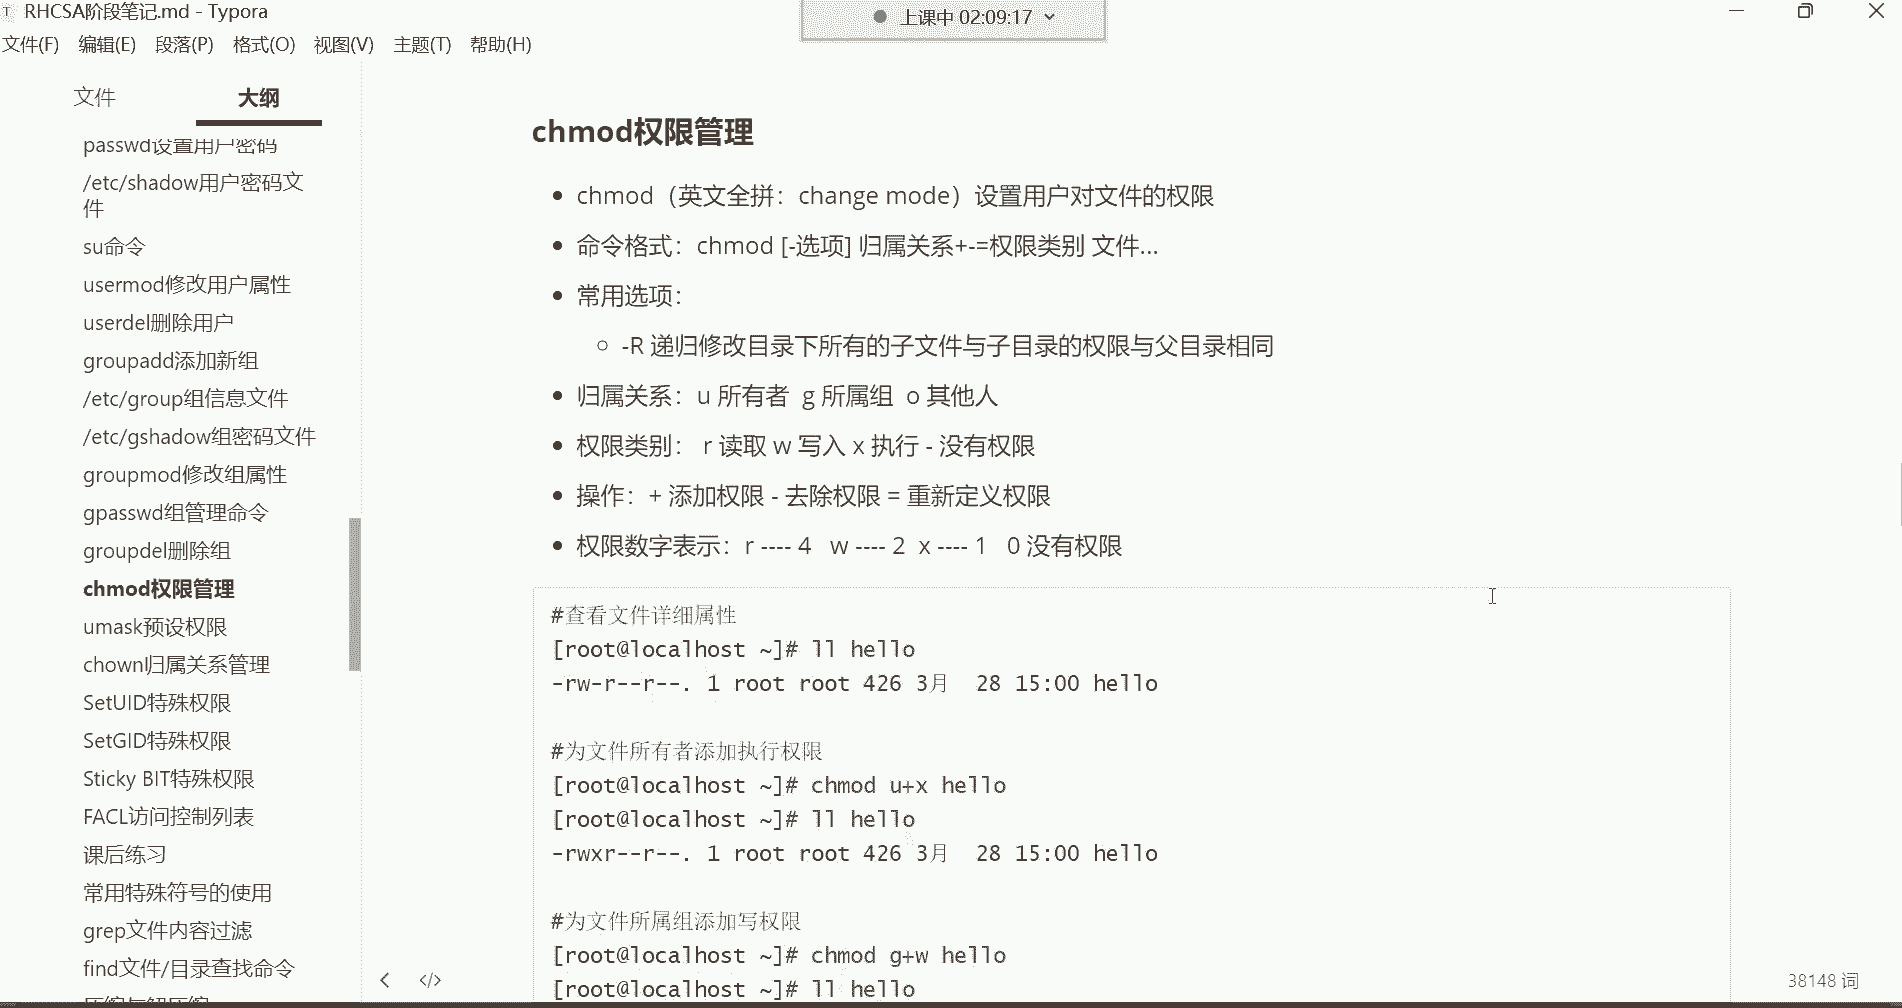 RHCSA阶段笔记.md - Typora
上课中 02:09:17
文件(F) 编辑(E) 段落(P) 格式(O) 视图(V) 主题(T) 帮助(H)
文件 大纲
passwd设置用户密码
/etc/shadow用户密码文
件
su命令
usermod修改用户属性
userdel删除用户
groupadd添加新组
/etc/group组信息文件
/etc/gshadow组密码文件
groupmod修改组属性
gpasswd组管理命令
groupdel删除组
chmod权限管理
umask预设权限
chownl归属关系管理
SetUID特殊权限
SetGID特殊权限
Sticky BIT特殊权限
FACL访问控制列表
课后练习
常用特殊符号的使用
grep文件内容过滤
find文件/目录查找命令
压缩与解压缩
chmod权限管理
chmod（英文全拼：change mode）设置用户对文件的权限
命令格式：chmod [-选项] 归属关系+-=权限类别 文件...
常用选项：
-R 递归修改目录下所有的子文件与子目录的权限与父目录相同
归属关系：u 所有者 g 所属组 o 其他人
权限类别： r 读取 w 写入 x 执行 - 没有权限
操作：+ 添加权限 - 去除权限 = 重新定义权限
权限数字表示：r ---- 4 w ---- 2 x ---- 1 0 没有权限
#查看文件详细属性
[root@localhost ~]# ll hello
-rw-r--r--. 1 root root 426 3月 28 15:00 hello
#为文件所有者添加执行权限
[root@localhost ~]# chmod u+x hello
[root@localhost ~]# ll hello
-rwxr--r--. 1 root root 426 3月 28 15:00 hello
#为文件所属组添加写权限
[root@localhost ~]# chmod g+w hello
[root@localhost ~]# ll hello
38148 词